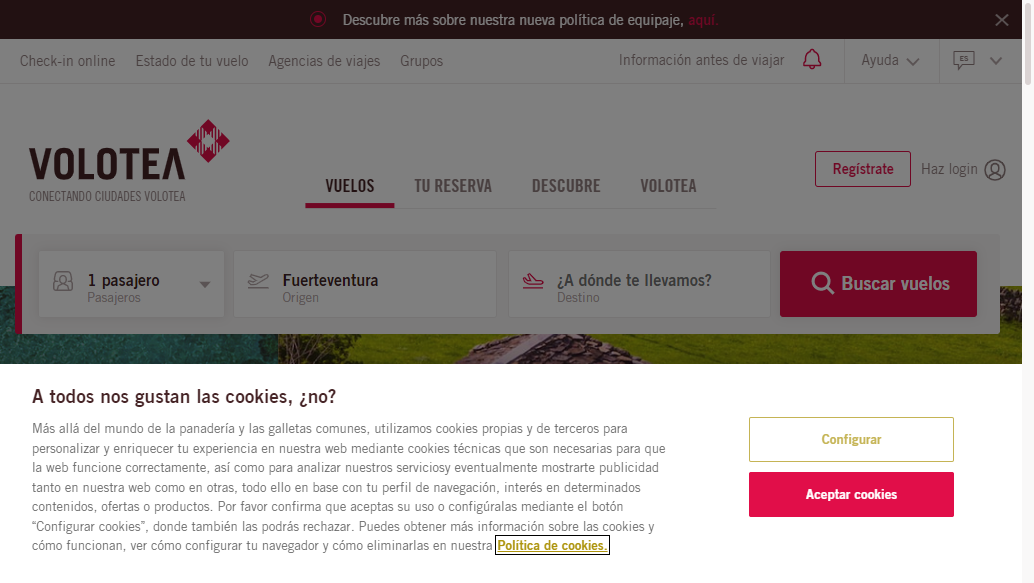 Descubre más sobre nuestra nueva política de equipaje, aquí.
Check-in online Estado de tu vuelo Agencias de viajes Grupos Información antes de viajar Ayuda ES
VOLOTEA
CONECTANDO CIUDADES VOLOTEA
VUELOS TU RESERVA DESCUBRE VOLOTEA
Regístrate Haz login
1 pasajero
Pasajeros
Fuerteventura
Origen
¿A dónde te llevamos?
Destino
Buscar vuelos
A todos nos gustan las cookies, ¿no?
Más allá del mundo de la panadería y las galletas comunes, utilizamos cookies propias y de terceros para
personalizar y enriquecer tu experiencia en nuestra web mediante cookies técnicas que son necesarias para que
la web funcione correctamente, así como para analizar nuestros serviciosy eventualmente mostrarte publicidad
tanto en nuestra web como en otras, todo ello en base con tu perfil de navegación, interés en determinados
contenidos, ofertas o productos. Por favor confirma que aceptas su uso o configúralas mediante el botón
“Configurar cookies”, donde también las podrás rechazar. Puedes obtener más información sobre las cookies y
cómo funcionan, ver cómo configurar tu navegador y cómo eliminarlas en nuestra Política de cookies.
Configurar
Aceptar cookies